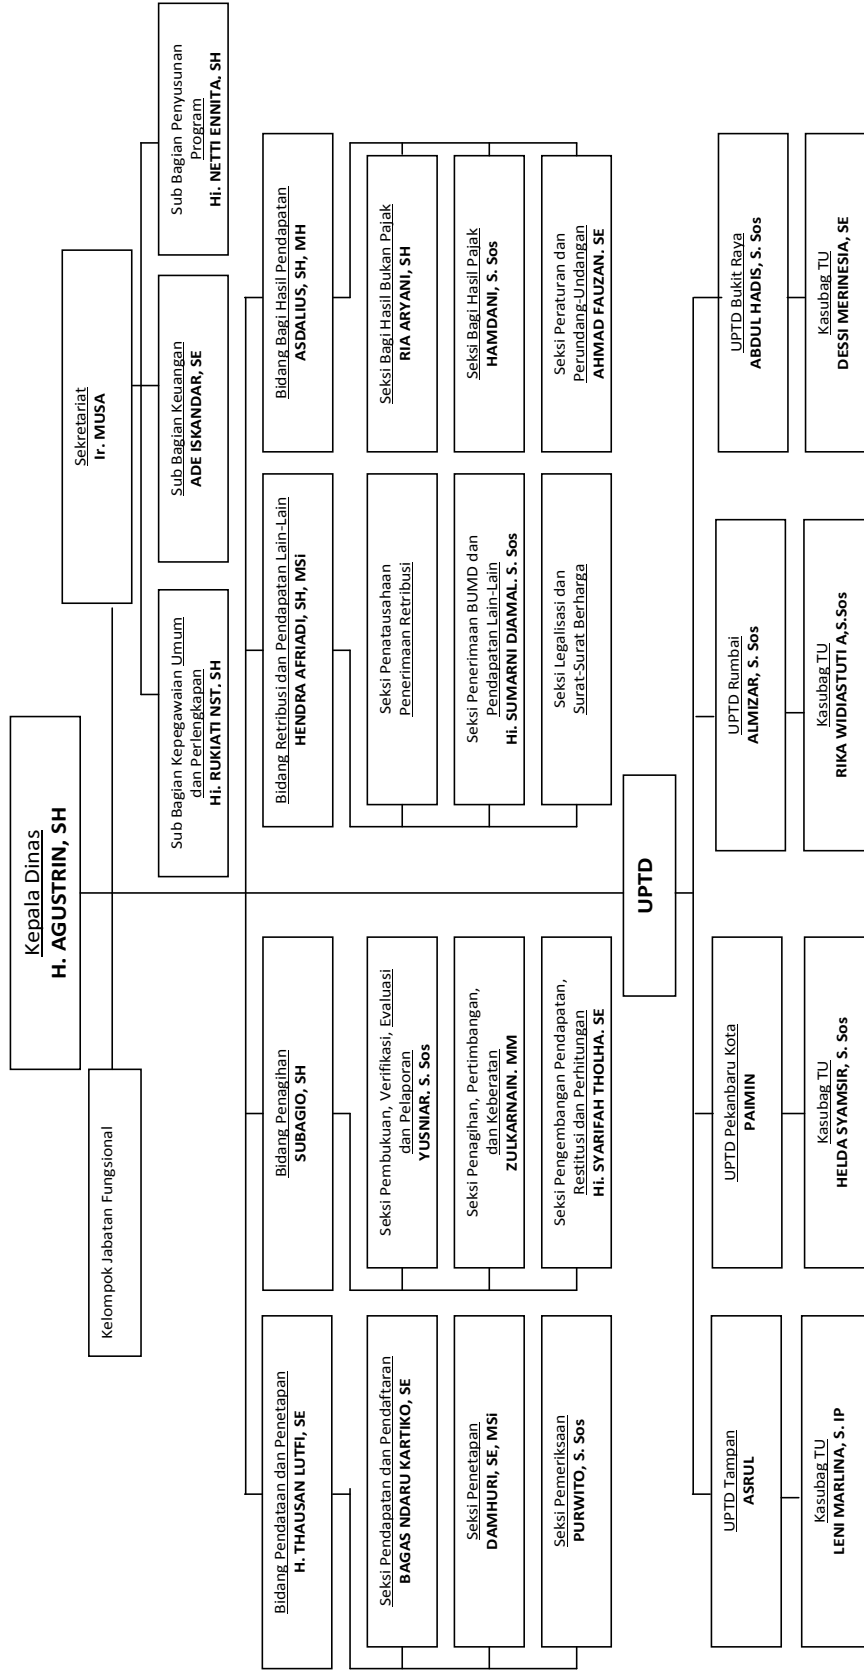 Kepala Dinas
H. AGUSTRIN, SH
Kelompok Jabatan Fungsional
Sekretariat
Ir. MUSA
Sub Bagian Kepegawaian Umum
dan Perlengkapan
Hj. RUKIATI NST. SH
Sub Bagian Keuangan
ADE ISKANDAR, SE
Sub Bagian Penyusunan
Program
Hj. NETTI ENNITA. SH
Bidang Pendataan dan Penetapan
H. THAUSAN LUTFI, SE
Seksi Pendapatan dan Pendaftaran
BAGAS NDARU KARTIKO, SE
Seksi Penetapan
DAMHURI, SE, MSi
Seksi Pemeriksaan
PURWITO, S. Sos
Bidang Penagihan
SUBAGIO, SH
Seksi Pembukuan, Verifikasi, Evaluasi
dan Pelaporan
YUSNIAR. S. Sos
Seksi Penagihan, Pertimbangan,
dan Keberatan
ZULKARNAIN. MM
Seksi Pengembangan Pendapatan,
Restitusi dan Perhitungan
Hj. SYARIFAH THOLHA. SE
Bidang Retribusi dan Pendapatan Lain-Lain
HENDRA AFRIADI, SH, MSi
Seksi Penatausahaan
Penerimaan Retribusi
Seksi Penerimaan BUMD dan
Pendapatan Lain-Lain
Hj. SUMARNI DJAMAL. S. Sos
Seksi Legalisasi dan
Surat-Surat Berharga
Bidang Bagi Hasil Pendapatan
ASDALIUS, SH, MH
Seksi Bagi Hasil Bukan Pajak
RIA ARYANI, SH
Seksi Bagi Hasil Pajak
HAMDANI, S. Sos
Seksi Peraturan dan
Perundang-Undangan
AHMAD FAUZAN. SE
UPTD
UPTD Tampan
ASRUL
Kasubag TU
LENI MARLINA, S. IP
UPTD Pekanbaru Kota
PAIMIN
Kasubag TU
HELDA SYAMSIR, S. Sos
UPTD Rumbai
ALMIZAR, S. Sos
Kasubag TU
RIKA WIDIASTUTI A,S.Sos
UPTD Bukit Raya
ABDUL HADIS, S. Sos
Kasubag TU
DESSI MERINESIA, SE